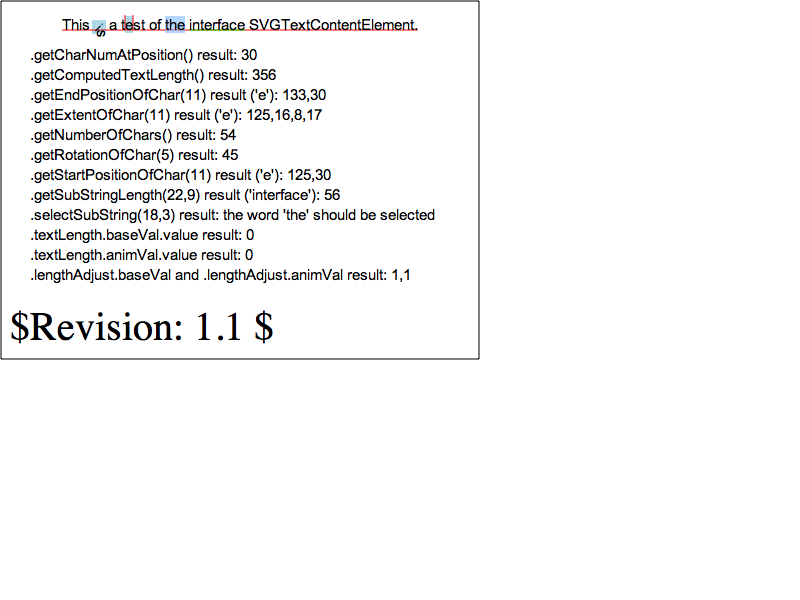 This is a test of the interface SVGTextContentElement.
.getCharNumAtPosition() result: 30
.getComputedTextLength() result: 356
.getEndPositionOfChar(11) result ('e'): 133,30
.getExtentOfChar(11) result ('e'): 125,16,8,17
.getNumberOfChars() result: 54
.getRotationOfChar(5) result: 45
.getStartPositionOfChar(11) result ('e'): 125,30
.getSubStringLength(22,9) result ('interface'): 56
.selectSubString(18,3) result: the word 'the' should be selected
.textLength.baseVal.value result: 0
.textLength.animVal.value result: 0
.lengthAdjust.baseVal and .lengthAdjust.animVal result: 1,1
$Revision: 1.1 $